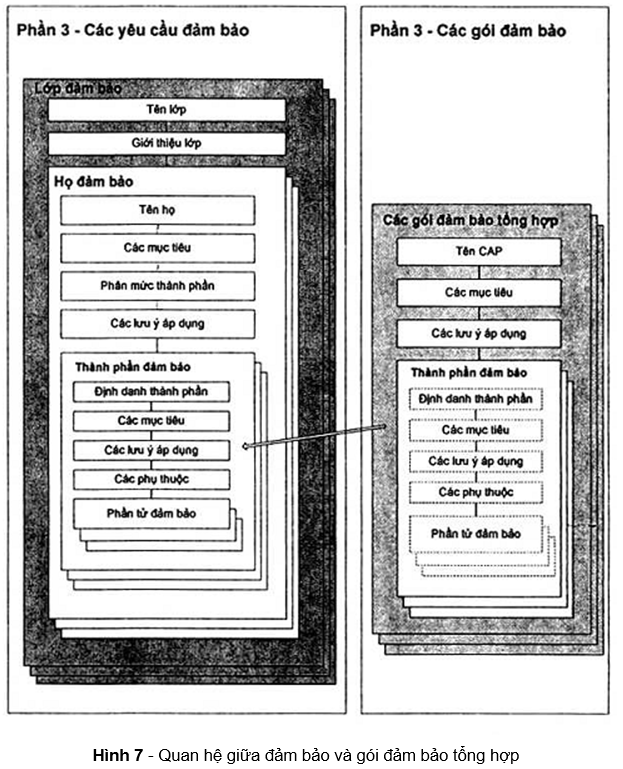 Phần 3 - Các yêu cầu đảm bảo
Lớp đảm bảo
Tên lớp
Giới thiệu lớp
Họ đảm bảo
Tên họ
Các mục tiêu
Phân mức thành phần
Các lưu ý áp dụng
Thành phần đảm bảo
Định danh thành phần
Các mục tiêu
Các lưu ý áp dụng
Các phụ thuộc
Phần tử đảm bảo
Phần 3 - Các gói đảm bảo
Các gói đảm bảo tổng hợp
Tên CAP
Các mục tiêu
Các lưu ý áp dụng
Thành phần đảm bảo
Định danh thành phần
Các mục tiêu
Các lưu ý áp dụng
Các phụ thuộc
Phần tử đảm bảo
Hình 7 - Quan hệ giữa đảm bảo và gói đảm bảo tổng hợp